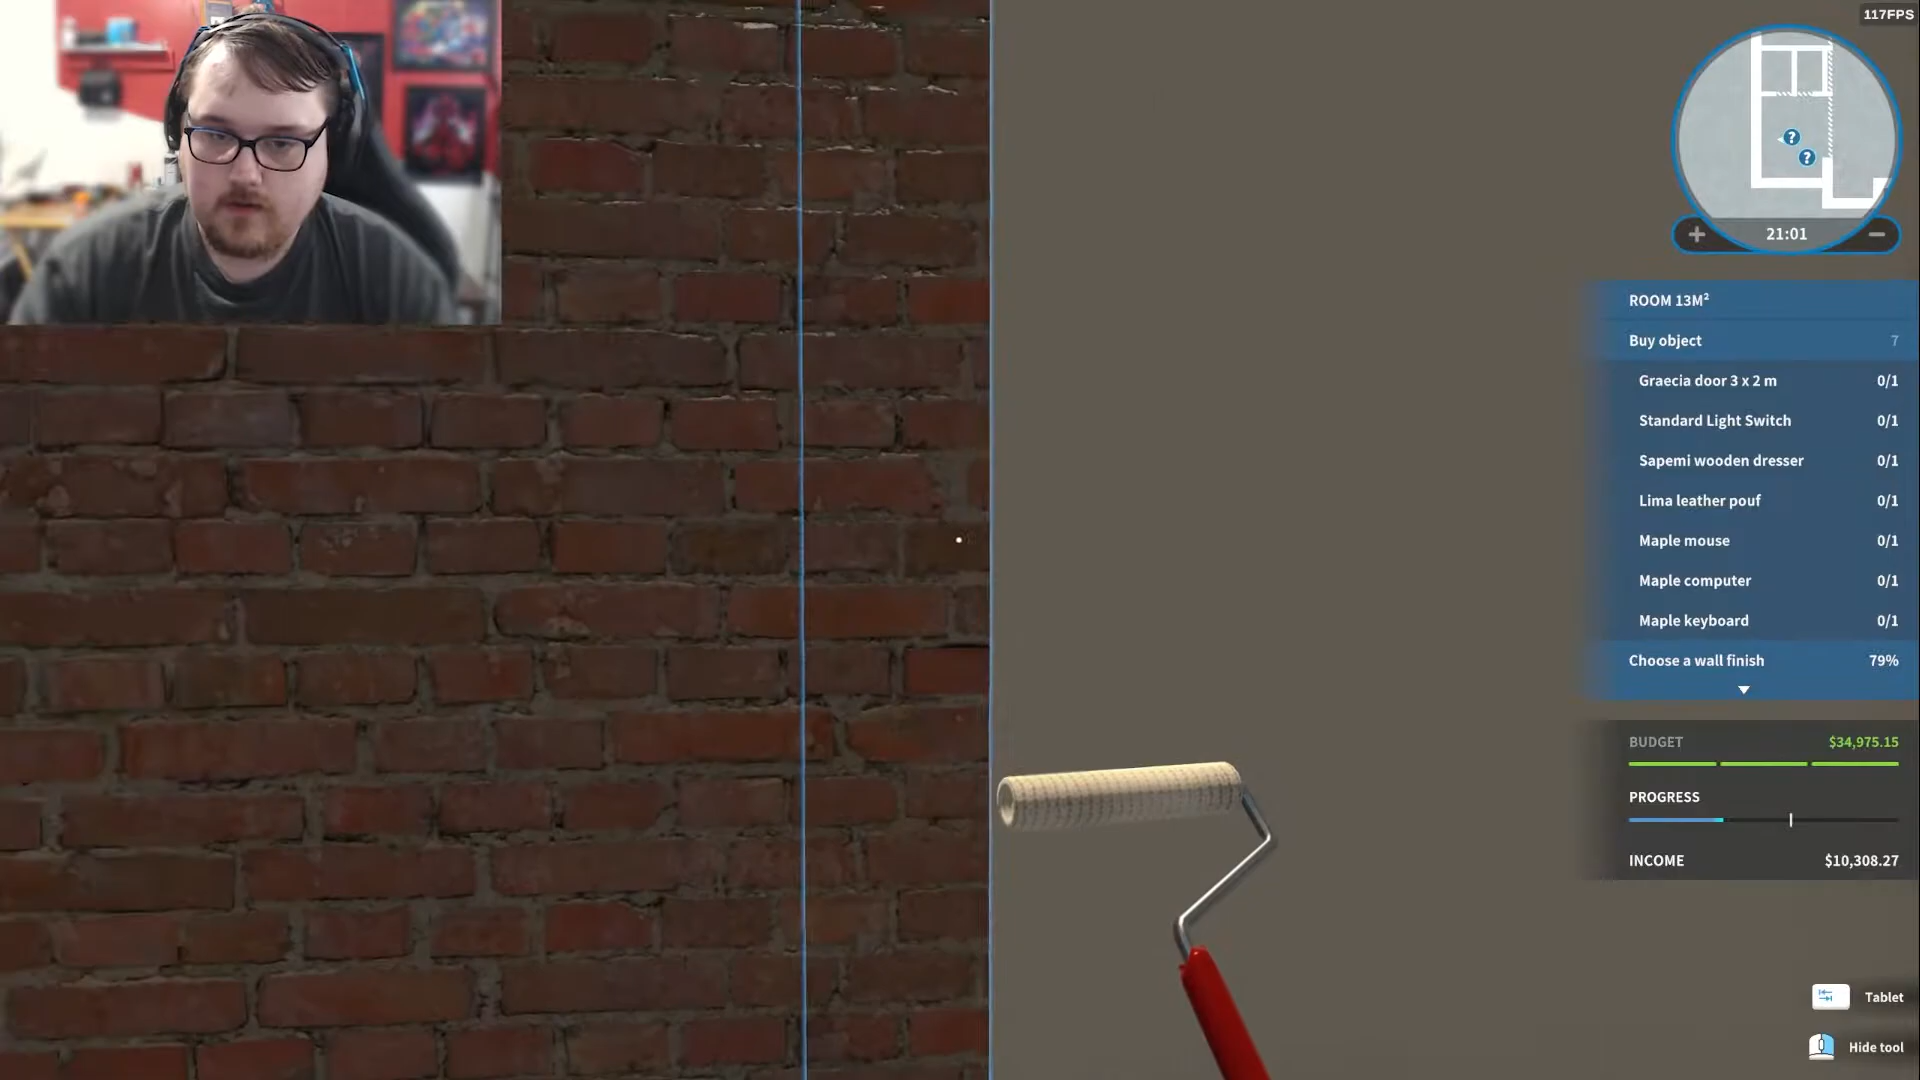 117FPS
?
?
+ 21:01 −
ROOM 13M²
Buy object 7
Graecia door 3 x 2 m 0/1
Standard Light Switch 0/1
Sapemi wooden dresser 0/1
Lima leather pouf 0/1
Maple mouse 0/1
Maple computer 0/1
Maple keyboard 0/1
Choose a wall finish 79%
BUDGET $34,975.15
PROGRESS
INCOME $10,308.27
Tablet
Hide tool